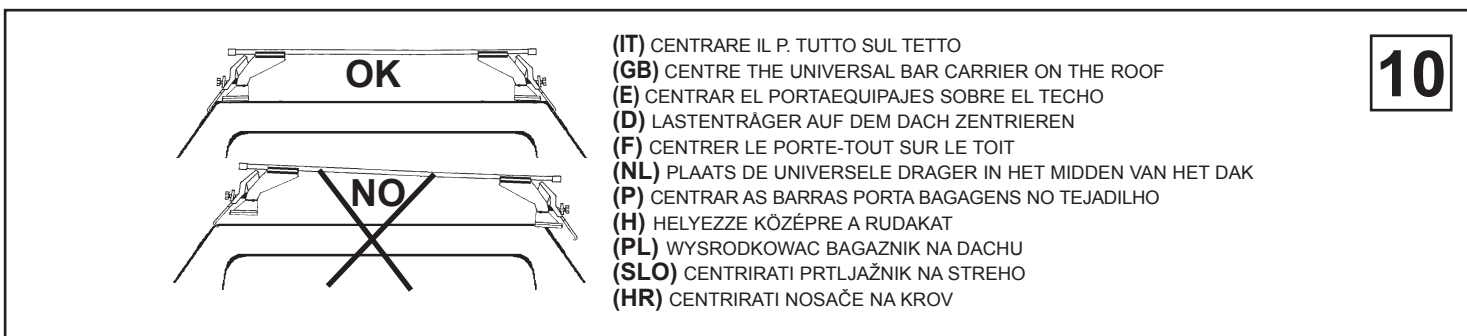 OK
NO
(IT) CENTRARE IL P. TUTTO SUL TETTO
(GB) CENTRE THE UNIVERSAL BAR CARRIER ON THE ROOF
(E) CENTRAR EL PORTAEQUIPAJES SOBRE EL TECHO
(D) LASTENTRÅGER AUF DEM DACH ZENTRIEREN
(F) CENTRER LE PORTE-TOUT SUR LE TOIT
(NL) PLAATS DE UNIVERSELE DRAGER IN HET MIDDEN VAN HET DAK
(P) CENTRAR AS BARRAS PORTA BAGAGENS NO TEJADILHO
(H) HELYEZZE KÖZÉPRE A RUDAKAT
(PL) WYSRODKOWAC BAGAZNIK NA DACHU
(SLO) CENTRIRATI PRTLJAŽNIK NA STREHO
(HR) CENTRIRATI NOSAČE NA KROV
10